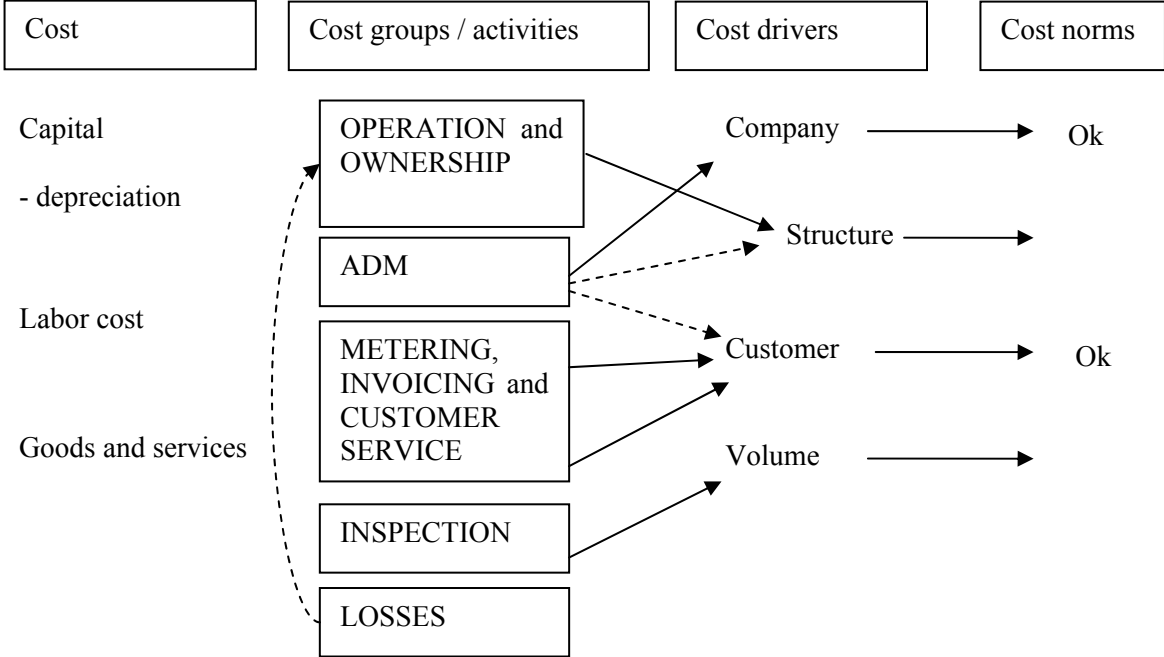 Cost
Cost groups / activities
Cost drivers
Cost norms
Capital
- depreciation
Labor cost
Goods and services
OPERATION and
OWNERSHIP
ADM
METERING,
INVOICING and
CUSTOMER
SERVICE
INSPECTION
LOSSES
Company
Structure
Customer
Volume
Ok
Ok